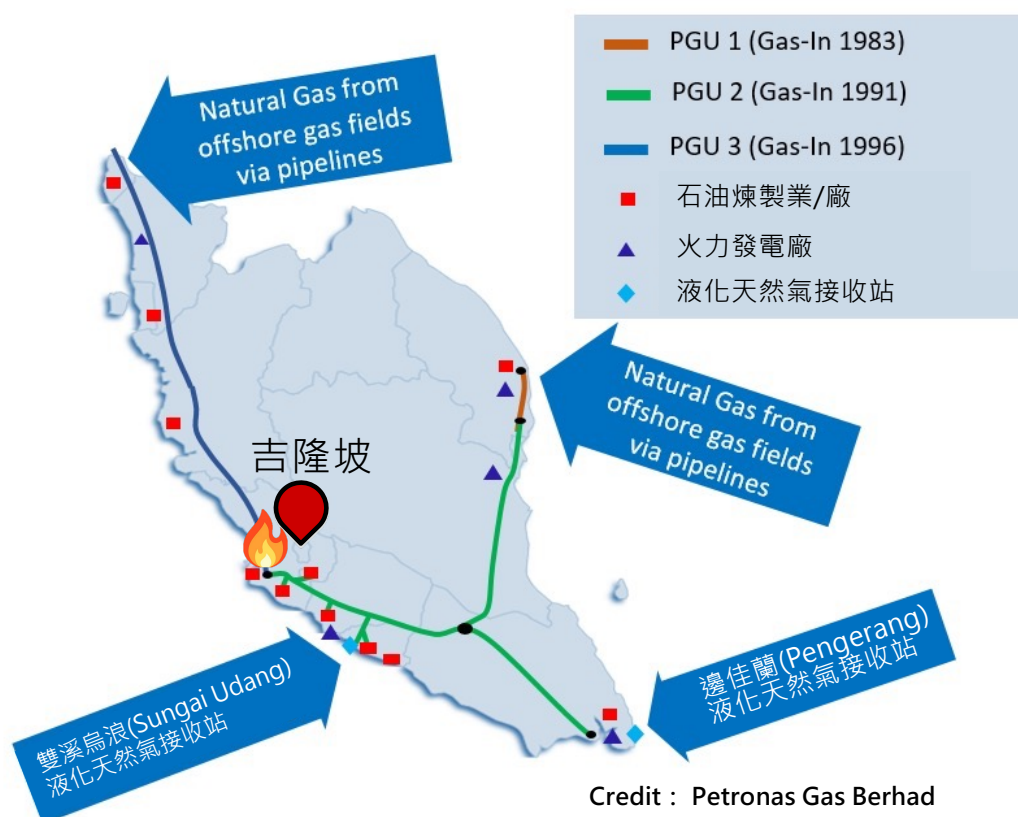 Natural Gas from
offshore gas fields
via pipelines
PGU 1 (Gas-In 1983)
PGU 2 (Gas-In 1991)
PGU 3 (Gas-In 1996)
石油煉製業/廠
火力發電廠
液化天然氣接收站
Natural Gas from
offshore gas fields
via pipelines
吉隆坡
雙溪烏浪(Sungai Udang)
液化天然氣接收站
邊佳蘭(Pengerang)
液化天然氣接收站
Credit： Petronas Gas Berhad